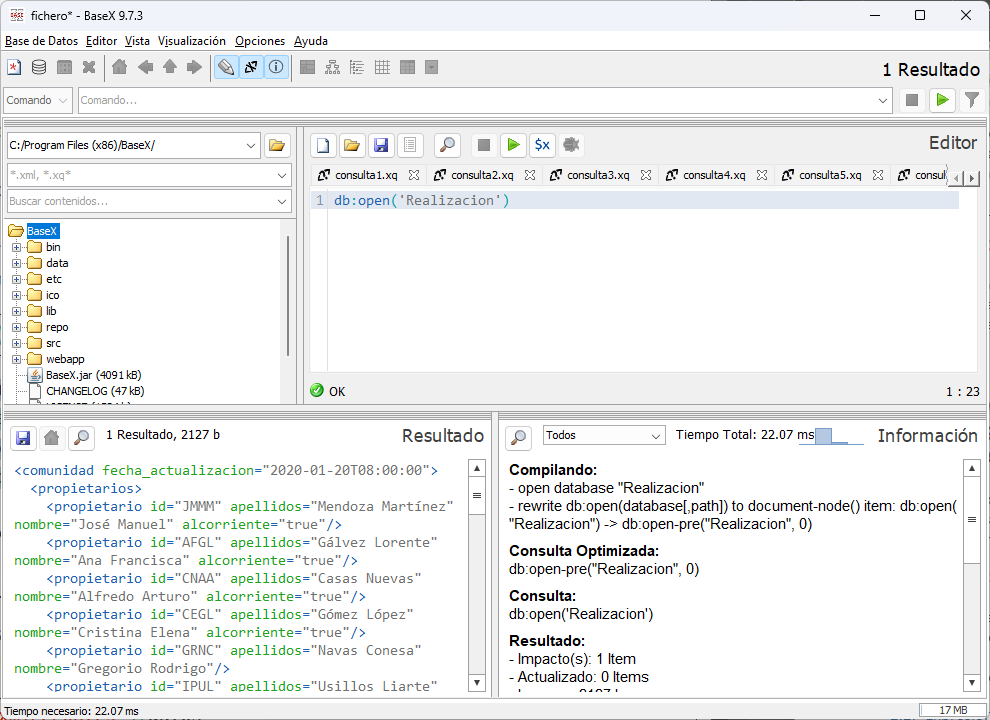 fichero* - BaseX 9.7.3
Base de Datos Editor Vista Visualización Opciones Ayuda
1 Resultado
Comando Comando...
C:/Program Files (x86)/BaseX/
*.xml, *.xq*
Buscar contenidos...
BaseX
bin
data
etc
ico
lib
repo
src
webapp
BaseX.jar (4091 kB)
CHANGELOG (47 kB)
Editor
$x
consulta1.xq consulta2.xq consulta3.xq consulta4.xq consulta5.xq
1 db:open('Realizacion')
OK 1 : 23
1 Resultado, 2127 b Resultado
<comunidad fecha_actualizacion="2020-01-20T08:00:00">
<propietarios>
<propietario id="JMMM" apellidos="Mendoza Martínez"
nombre="José Manuel" alcorriente="true"/>
<propietario id="AFGL" apellidos="Gálvez Lorente"
nombre="Ana Francisca" alcorriente="true"/>
<propietario id="CNAA" apellidos="Casas Nuevas"
nombre="Alfredo Arturo" alcorriente="true"/>
<propietario id="CEGL" apellidos="Gómez López"
nombre="Cristina Elena" alcorriente="true"/>
<propietario id="GRNC" apellidos="Navas Conesa"
nombre="Gregorio Rodrigo"/>
<propietario id="IPUL" apellidos="Usillos Liarte"
Todos Tiempo Total: 22.07 ms Información
Compilando:
- open database "Realizacion"
- rewrite db:open(database[,path]) to document-node() item: db:open(
"Realizacion") -> db:open-pre("Realizacion", 0)
Consulta Optimizada:
db:open-pre("Realizacion", 0)
Consulta:
db:open('Realizacion')
Resultado:
- Impacto(s): 1 Item
- Actualizado: 0 Items
Tiempo necesario: 22.07 ms 17 MB